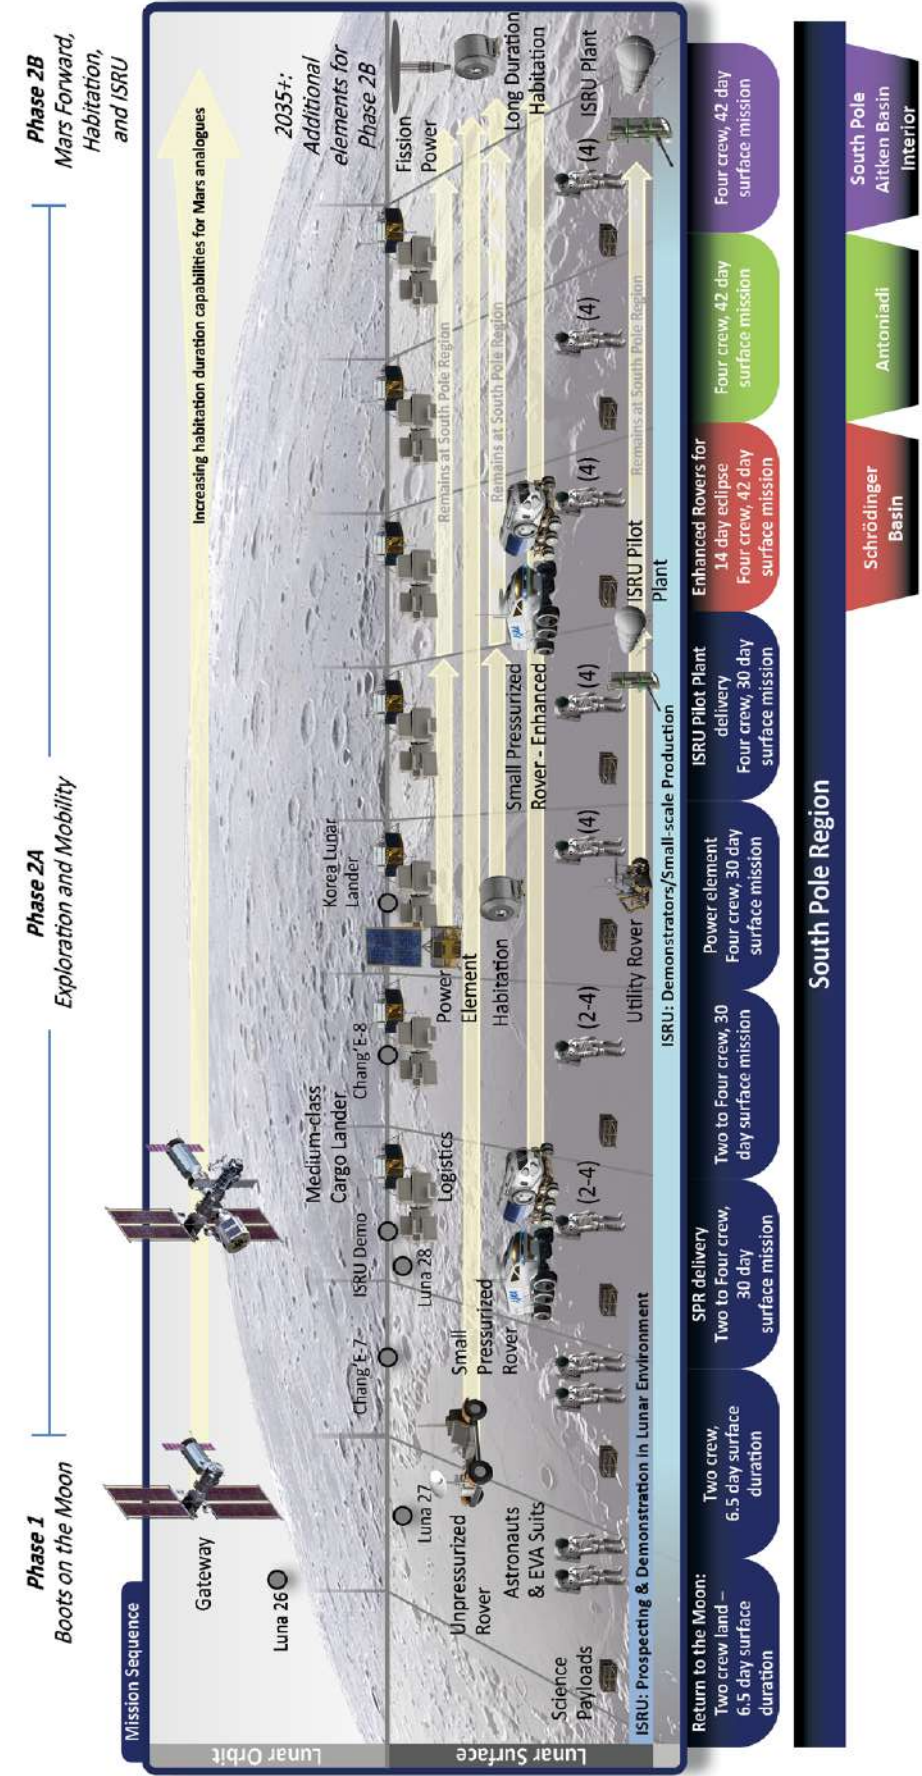 Phase 1
Boots on the Moon
Phase 2A
Exploration and Mobility
Phase 2B
Mars Forward,
Habitation,
and ISRU
Mission Sequence
Lunar Orbit
Gateway
Increasing habitation duration capabilities for Mars analogues
Luna 26
2035+:
Additional
elements for
Phase 2B
Chang'E-7
ISRU Demo
Medium-class
Cargo Lander
Chang'E-8
Korea Lunar
Lander
Lunar Surface
Luna 27
Luna 28
Logistics
Power
Element
Remains at South Pole Region
Fission
Power
Unpressurized
Rover
Small
Pressurized
Rover
Habitation
Remains at South Pole Region
Small Pressurized
Rover - Enhanced
Long Duration
Habitation
Astronauts
& EVA Suits
(2-4)
(2-4)
(4)
(4)
(4)
(4)
(4)
Science
Payloads
Utility Rover
ISRU Pilot
Plant
Remains at South Pole Region
ISRU Plant
ISRU: Prospecting & Demonstration in Lunar Environment
ISRU: Demonstrators/Small-scale Production
Return to the Moon:
Two crew land –
6.5 day surface
duration
Two crew,
6.5 day surface
duration
SPR delivery
Two to Four crew,
30 day
surface mission
Two to Four crew, 30
day surface mission
Power element
Four crew, 30 day
surface mission
ISRU Pilot Plant
delivery
Four crew, 30 day
surface mission
Enhanced Rovers for
14 day eclipse
Four crew, 42 day
surface mission
Four crew, 42 day
surface mission
Four crew, 42 day
surface mission
South Pole Region
Schrödinger
Basin
Antoniadi
South Pole
Aitken Basin
Interior